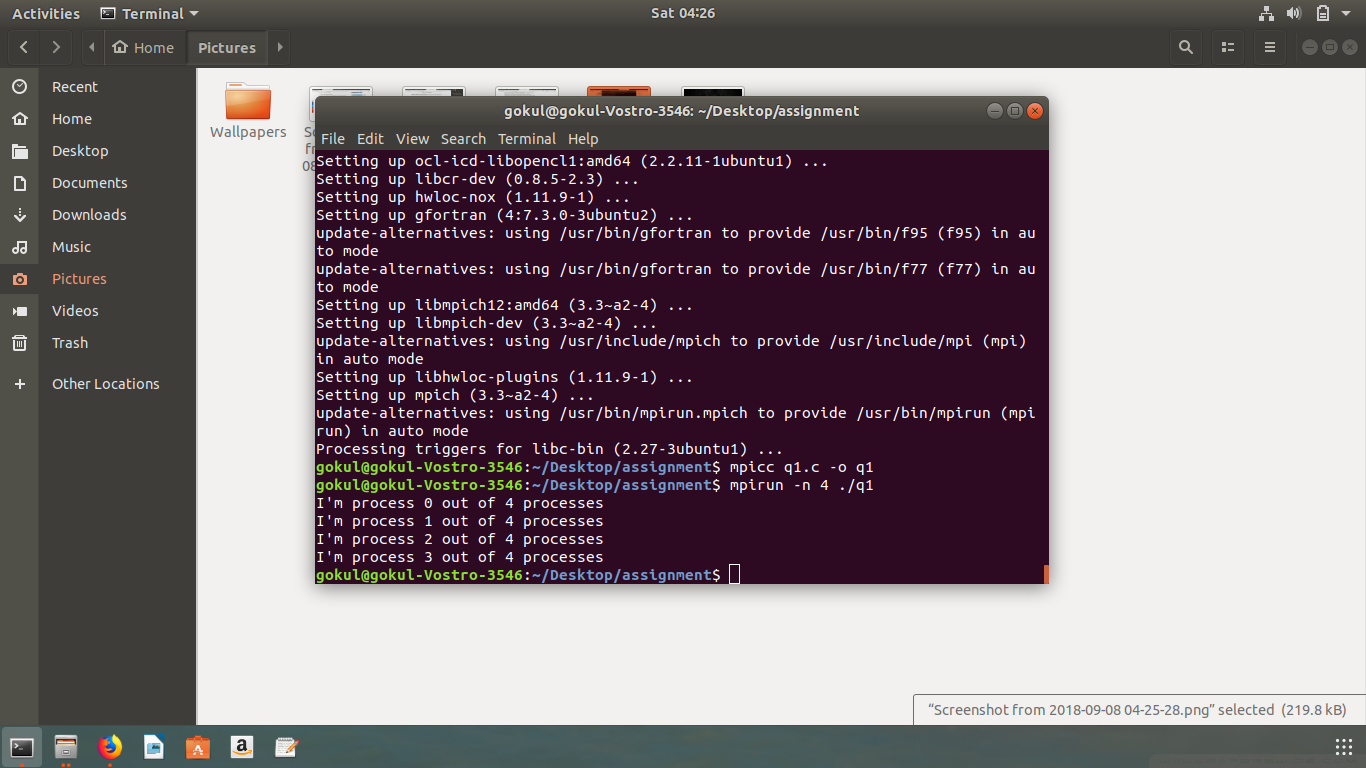 Activities
Terminal
Sat 04:26
Home
Pictures
Recent
Home
Desktop
Documents
Downloads
Music
Pictures
Videos
Trash
Other Locations
Wallpapers
gokul@gokul-Vostro-3546: ~/Desktop/assignment
File Edit View Search Terminal Help
Setting up ocl-icd-libopencl1:amd64 (2.2.11-1ubuntu1) ...
Setting up libcr-dev (0.8.5-2.3) ...
Setting up hwloc-nox (1.11.9-1) ...
Setting up gfortran (4:7.3.0-3ubuntu2) ...
update-alternatives: using /usr/bin/gfortran to provide /usr/bin/f95 (f95) in au
to mode
update-alternatives: using /usr/bin/gfortran to provide /usr/bin/f77 (f77) in au
to mode
Setting up libmpich12:amd64 (3.3~a2-4) ...
Setting up libmpich-dev (3.3~a2-4) ...
update-alternatives: using /usr/include/mpich to provide /usr/include/mpi (mpi)
in auto mode
Setting up libhwloc-plugins (1.11.9-1) ...
Setting up mpich (3.3~a2-4) ...
update-alternatives: using /usr/bin/mpirun.mpich to provide /usr/bin/mpirun (mpi
run) in auto mode
Processing triggers for libc-bin (2.27-3ubuntu1) ...
gokul@gokul-Vostro-3546:~/Desktop/assignment$ mpicc q1.c -o q1
gokul@gokul-Vostro-3546:~/Desktop/assignment$ mpirun -n 4 ./q1
I'm process 0 out of 4 processes
I'm process 1 out of 4 processes
I'm process 2 out of 4 processes
I'm process 3 out of 4 processes
gokul@gokul-Vostro-3546:~/Desktop/assignment$
“Screenshot from 2018-09-08 04-25-28.png” selected (219.8 kB)